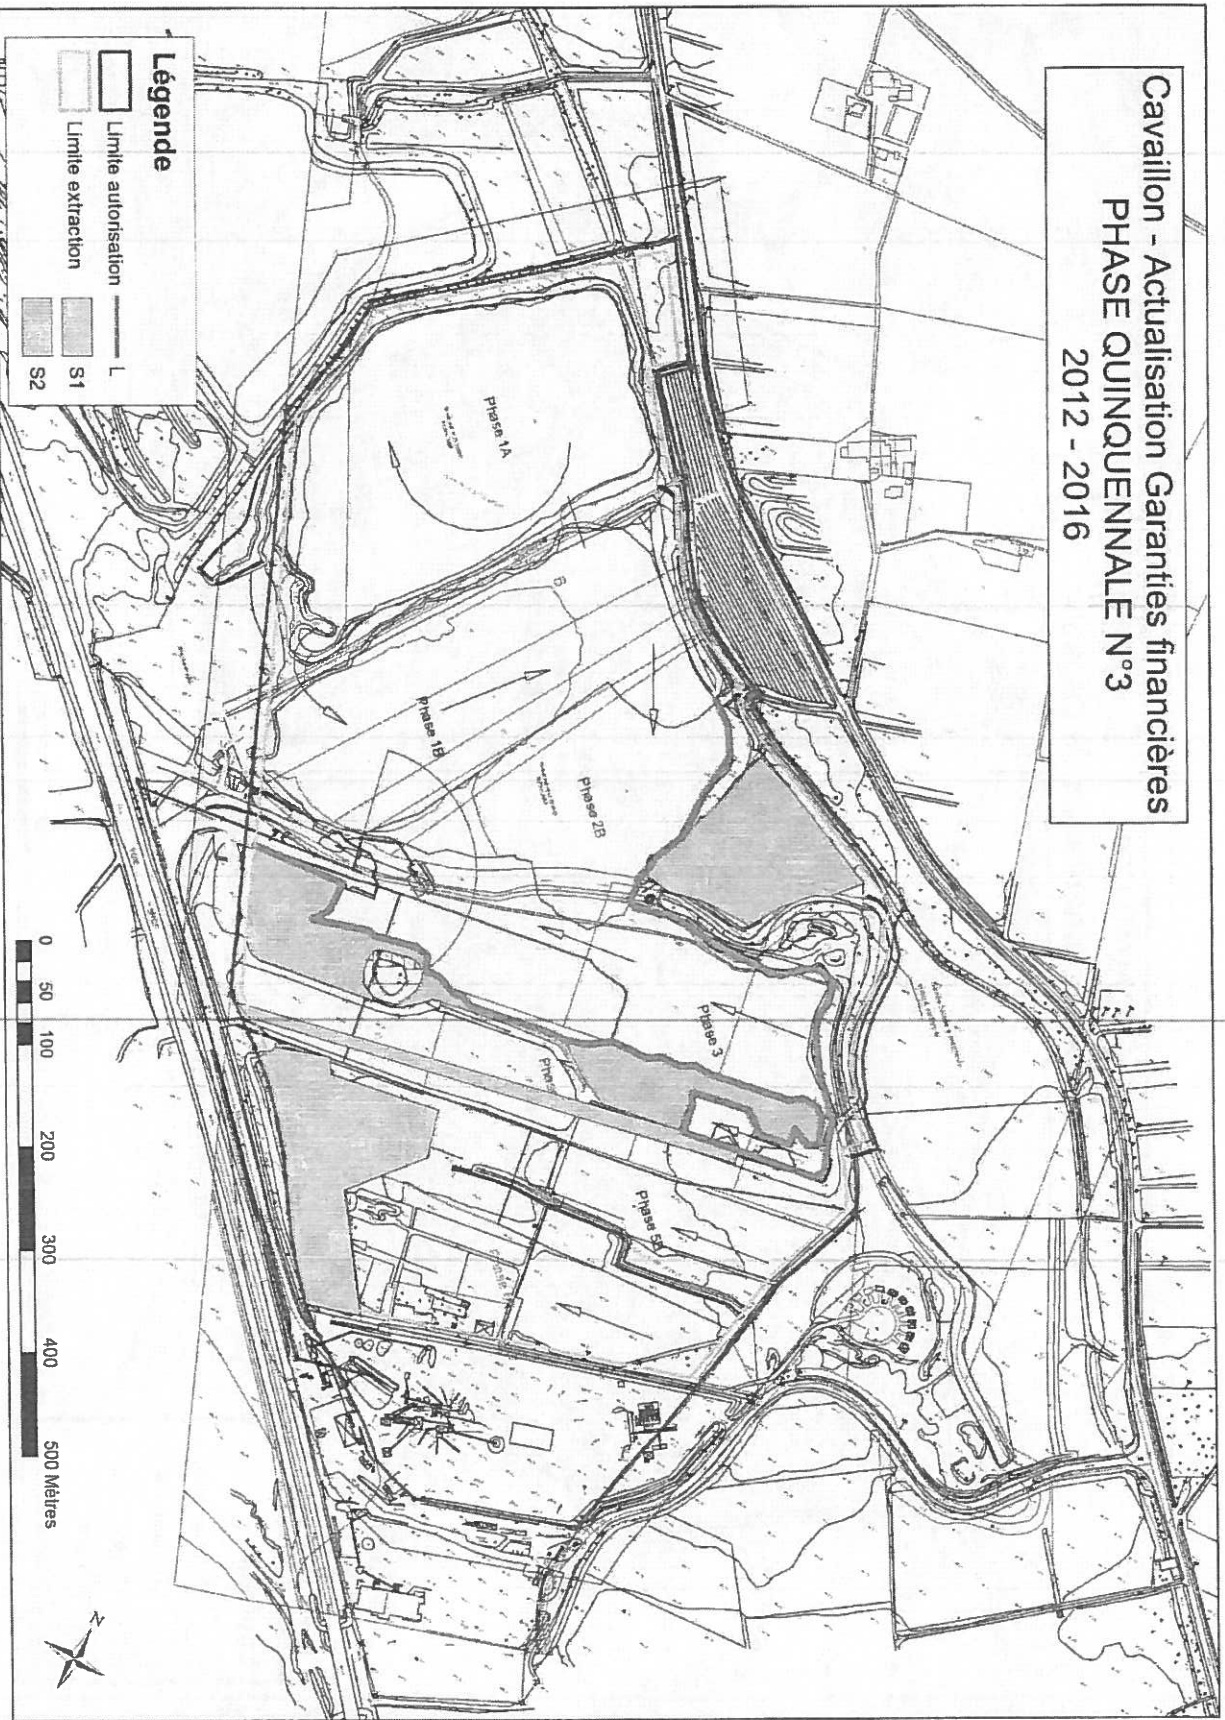 Cavaillon - Actualisation Garanties financières
PHASE QUINQUENNALE N°3
2012 - 2016
Phase 1A
Phase 1B
Phase 2B
Phase 3
Phas
Phase 5B
B
Légende
Limite autorisation
L
Limite extraction
S1
S2
0 50 100 200 300 400 500 Mètres
N